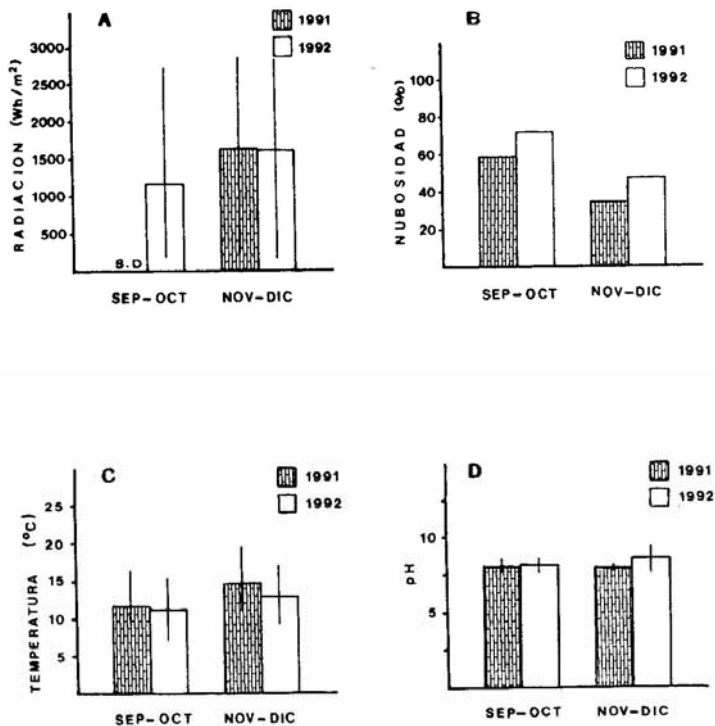 A
1991
1992
RADIACION (Wh/m²)
3000
2500
2000
1500
1000
500
S.D
SEP-OCT NOV-DIC
B
1991
1992
NUBOSIDAD (%)
100
80
60
40
20
SEP-OCT NOV-DIC
C
1991
1992
TEMPERATURA (°C)
25
20
15
10
5
SEP-OCT NOV-DIC
D
1991
1992
pH
10
5
SEP-OCT NOV-DIC